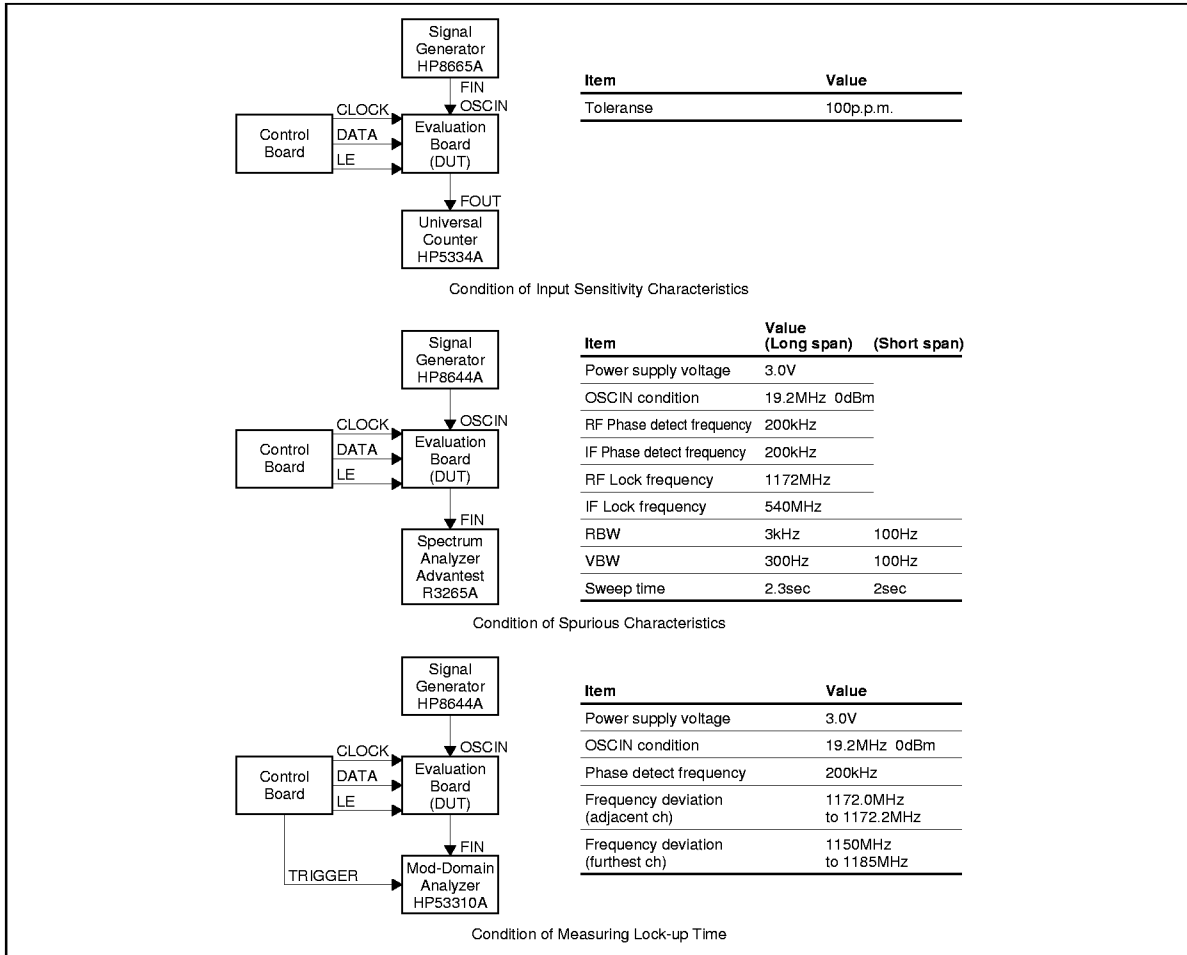 Signal
Generator
HP8665A
FIN
OSCIN
CLOCK
DATA
LE
Control
Board
Evaluation
Board
(DUT)
FOUT
Universal
Counter
HP5334A
Item Value
Toleranse 100p.p.m.
Condition of Input Sensitivity Characteristics
Signal
Generator
HP8644A
OSCIN
CLOCK
DATA
LE
Control
Board
Evaluation
Board
(DUT)
FIN
Spectrum
Analyzer
Advantest
R3265A
Value
Item (Long span) (Short span)
Power supply voltage 3.0V
OSCIN condition 19.2MHz 0dBm
RF Phase detect frequency 200kHz
IF Phase detect frequency 200kHz
RF Lock frequency 1172MHz
IF Lock frequency 540MHz
RBW 3kHz 100Hz
VBW 300Hz 100Hz
Sweep time 2.3sec 2sec
Condition of Spurious Characteristics
Signal
Generator
HP8644A
OSCIN
CLOCK
DATA
LE
Control
Board
Evaluation
Board
(DUT)
FIN
TRIGGER
Mod-Domain
Analyzer
HP53310A
Item Value
Power supply voltage 3.0V
OSCIN condition 19.2MHz 0dBm
Phase detect frequency 200kHz
Frequency deviation 1172.0MHz
(adjacent ch) to 1172.2MHz
Frequency deviation 1150MHz
(furthest ch) to 1185MHz
Condition of Measuring Lock-up Time